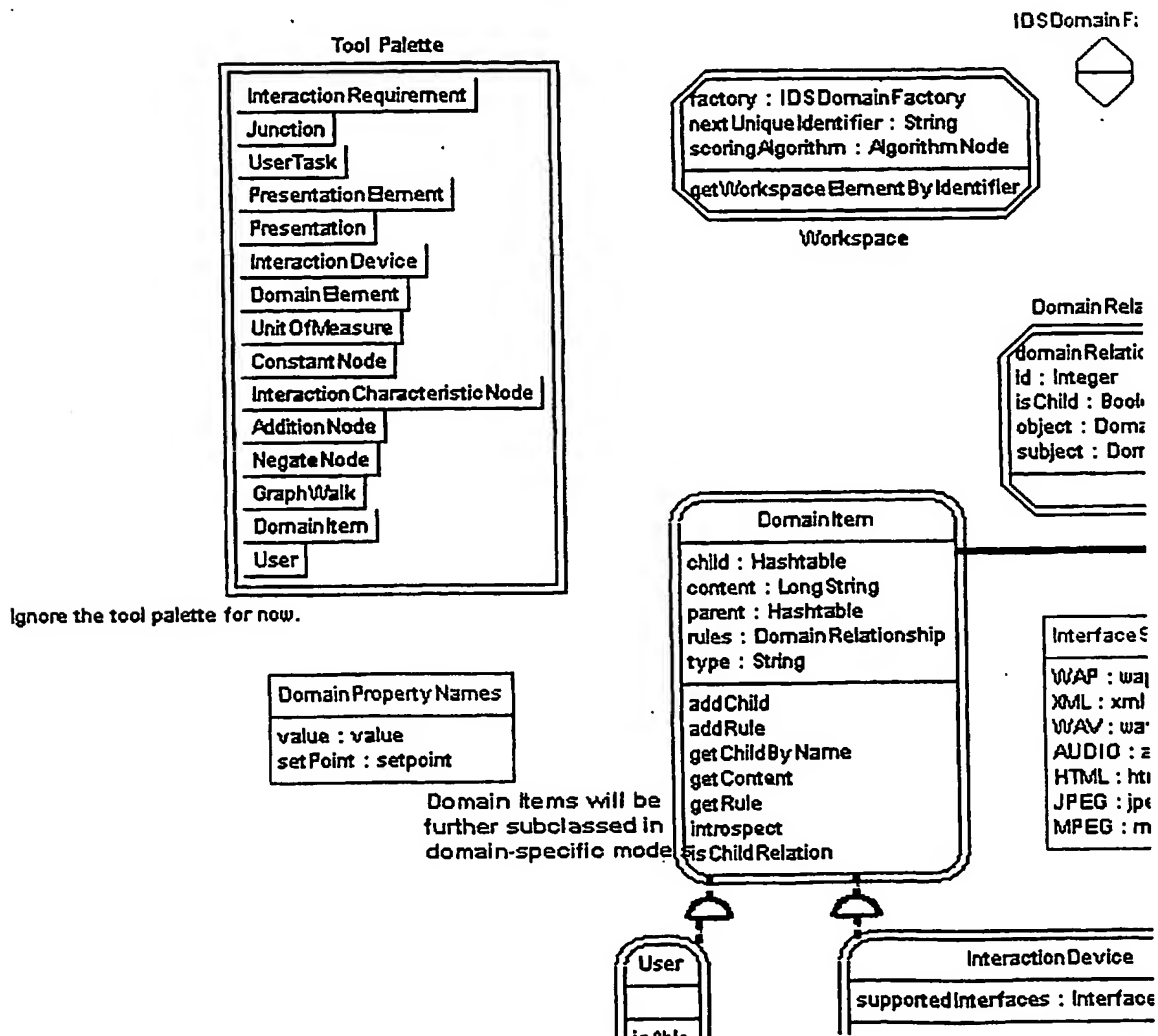 IDSDomainF
Tool Palette
InteractionRequirement
Junction
UserTask
PresentationElement
Presentation
InteractionDevice
DomainElement
UnitOfMeasure
ConstantNode
InteractionCharacteristicNode
AdditionNode
NegateNode
GraphWalk
DomainItem
User
Ignore the tool palette for now.
factory : IDSDomainFactory
nextUniqueIdentifier : String
scoringAlgorithm : AlgorithmNode
getWorkspaceElementByIdentifier
Workspace
DomainRela
domainRelatic
id : Integer
isChild : Bool
object : Doma
subject : Dom
DomainItem
child : Hashtable
content : LongString
parent : Hashtable
rules : DomainRelationship
type : String
addChild
addRule
getChildByName
getContent
getRule
introspect
isChildRelation
InterfaceS
WAP : wap
XML : xml
WAV : wa
AUDIO : a
HTML : ht
JPEG : jpe
MPEG : m
DomainPropertyNames
value : value
setPoint : setpoint
Domain Items will be
further subclassed in
domain-specific models
User
isAble
InteractionDevice
supportedInterfaces : Interface